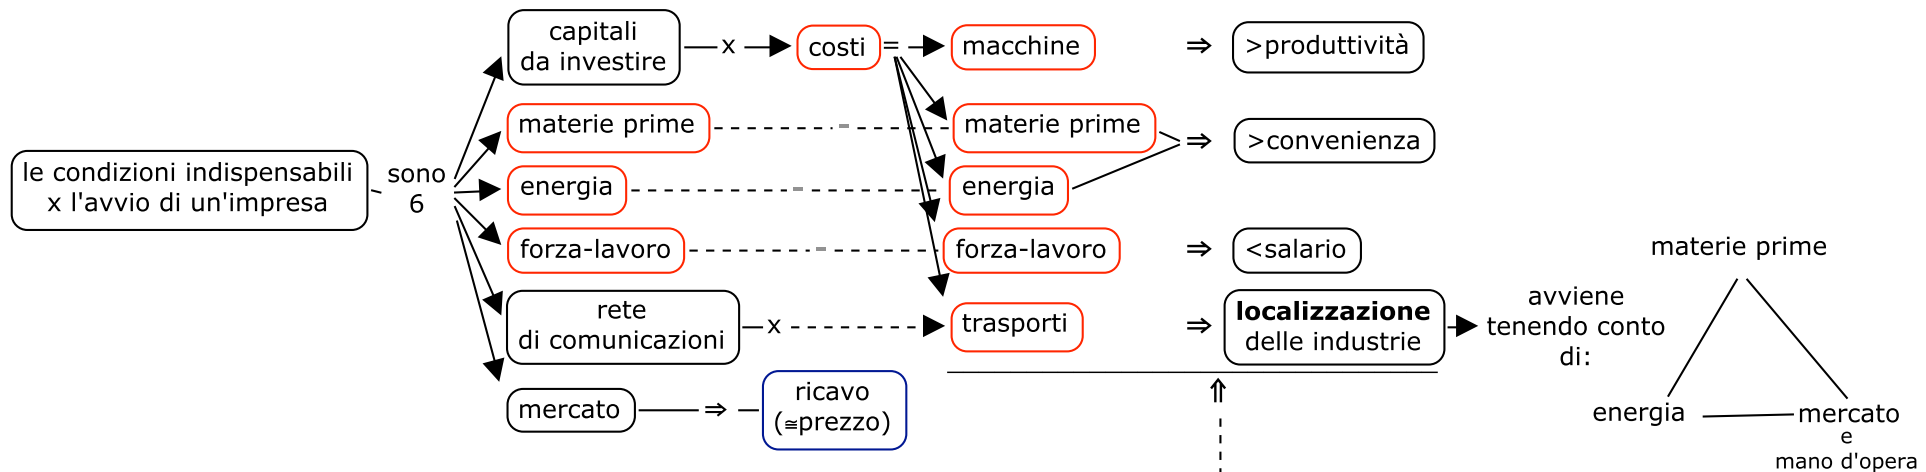 le condizioni indispensabili
x l'avvio di un'impresa
sono
6
capitali
da investire
x
costi
=
macchine
⇒
>produttività
materie prime
-
materie prime
⇒
>convenienza
energia
-
energia
forza-lavoro
-
forza-lavoro
⇒
<salario
rete
di comunicazioni
x
trasporti
⇒
localizzazione
delle industrie
avviene
tenendo conto
di:
materie prime
energia
mercato
e
mano d'opera
mercato
⇒
ricavo
(≅prezzo)
⇑